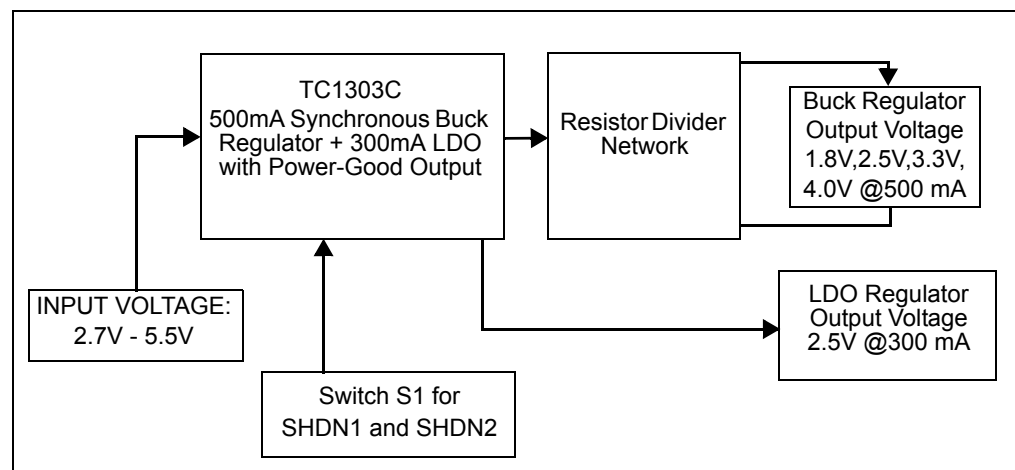 TC1303C
500mA Synchronous Buck
Regulator + 300mA LDO
with Power-Good Output
Resistor Divider
Network
Buck Regulator
Output Voltage
1.8V,2.5V,3.3V,
4.0V @500 mA
INPUT VOLTAGE:
2.7V - 5.5V
LDO Regulator
Output Voltage
2.5V @300 mA
Switch S1 for
SHDN1 and SHDN2